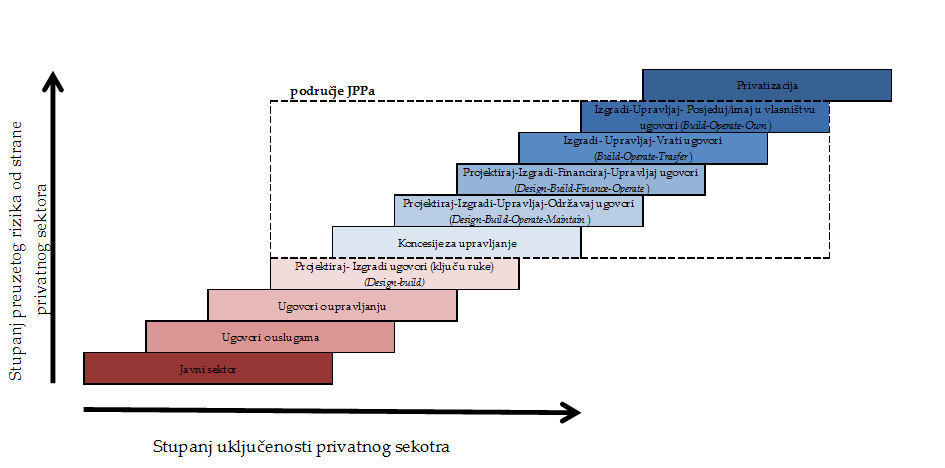 područje JPPa
Privatizacija
Izgradi-Upravljaj- Posjeduj/imaj u vlasništvu
ugovori (Build-Operate-Own )
Izgradi- Upravljaj-Vrati ugovori
(Build-Operate-Trasfer )
Projektiraj-Izgradi-Financiraj-Upravljaj ugovori
(Design-Build-Finance-Operate )
Projektiraj-Izgradi-Upravljaj-Održavaj ugovori
(Design-Build-Operate-Maintain )
Koncesije za upravljanje
Projektiraj- Izgradi ugovori (ključ u ruke)
(Design-build)
Ugovori o upravljanju
Ugovori o uslugama
Javni sektor
Stupanj preuzetog rizika od strane
privatnog sektora
Stupanj uključenosti privatnog sekotra